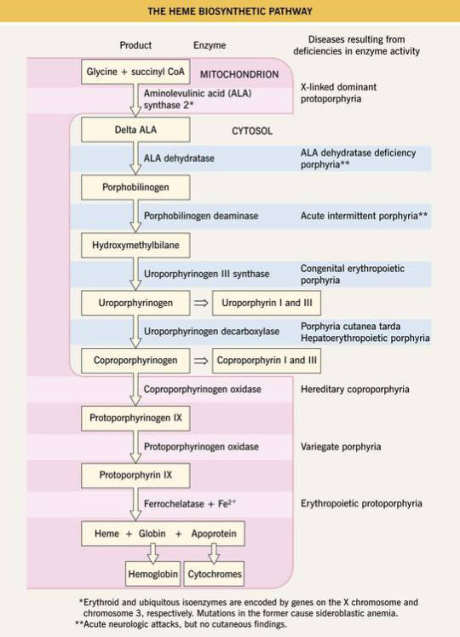 THE HEME BIOSYNTHETIC PATHWAY
Product Enzyme Diseases resulting from
deficiencies in enzyme activity
Glycine + succinyl CoA MITOCHONDRION
Aminolevulinic acid (ALA)
synthase 2*
X-linked dominant
protoporphyria
Delta ALA CYTOSOL
ALA dehydratase
ALA dehydratase deficiency
porphyria**
Porphobilinogen
Porphobilinogen deaminase Acute intermittent porphyria**
Hydroxymethylbilane
Uroporphyrinogen III synthase
Congenital erythropoietic
porphyria
Uroporphyrinogen ⇒ Uroporphyrin I and III
Uroporphyrinogen decarboxylase
Porphyria cutanea tarda
Hepatoerythropoietic porphyria
Coproporphyrinogen ⇒ Coproporphyrin I and III
Coproporphyrinogen oxidase Hereditary coproporphyria
Protoporphyrinogen IX
Protoporphyrinogen oxidase Variegate porphyria
Protoporphyrin IX
Ferrochelatase + Fe²⁺ Erythropoietic protoporphyria
Heme + Globin + Apoprotein
Hemoglobin Cytochromes
*Erythroid and ubiquitous isoenzymes are encoded by genes on the X chromosome and
chromosome 3, respectively. Mutations in the former cause sideroblastic anemia.
**Acute neurologic attacks, but no cutaneous findings.